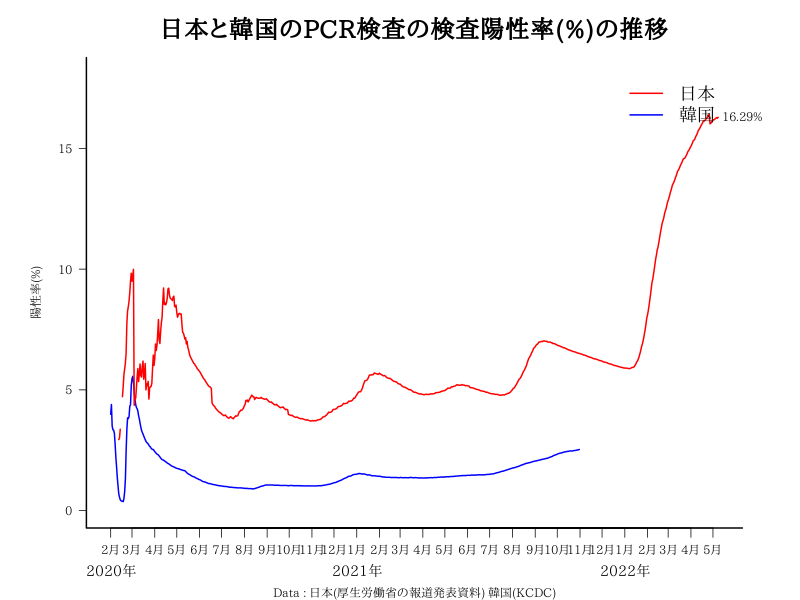 日本と韓国のPCR検査の検査陽性率(%)の推移
日本
韓国
16.29%
陽性率(%)
15
10
5
0
2月 3月 4月 5月 6月 7月 8月 9月 10月 11月 12月 1月 2月 3月 4月 5月 6月 7月 8月 9月 10月 11月 12月 1月 2月 3月 4月 5月
2020年 2021年 2022年
Data : 日本(厚生労働省の報道発表資料) 韓国(KCDC)